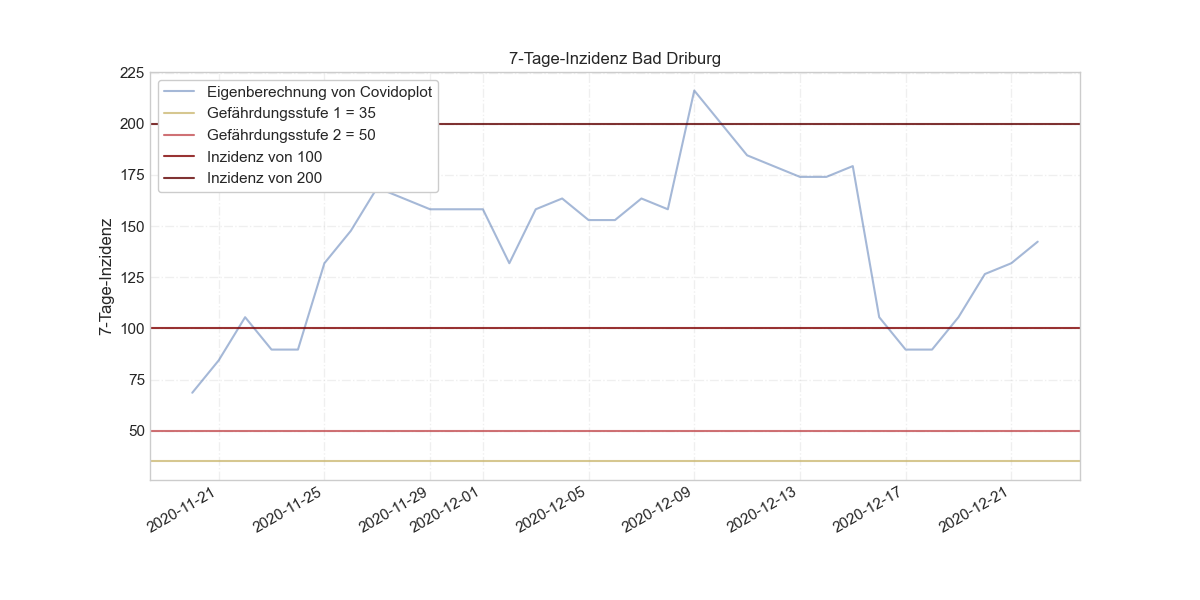 7-Tage-Inzidenz Bad Driburg
Eigenberechnung von Covidoplot
Gefährdungsstufe 1 = 35
Gefährdungsstufe 2 = 50
Inzidenz von 100
Inzidenz von 200
7-Tage-Inzidenz
225
200
175
150
125
100
75
50
2020-11-21
2020-11-25
2020-11-29
2020-12-01
2020-12-05
2020-12-09
2020-12-13
2020-12-17
2020-12-21